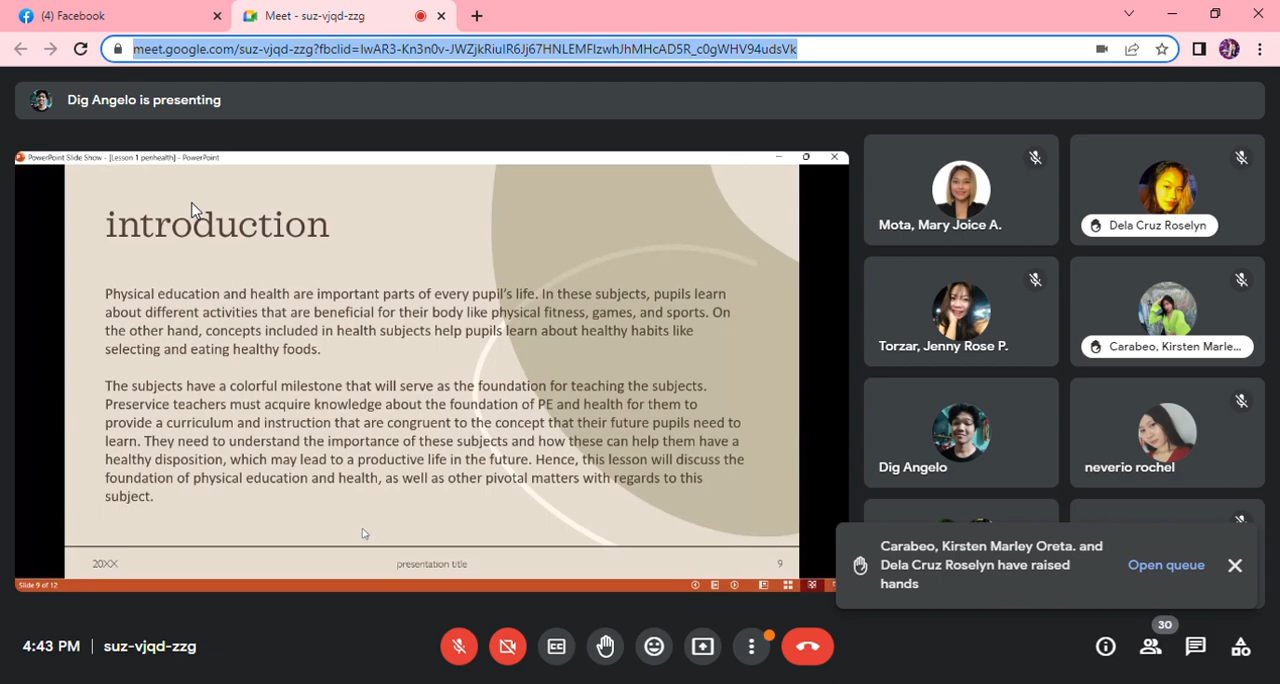 (4) Facebook
Meet - suz-vjqd-zzg
meet.google.com/suz-vjqd-zzg?fbclid=IwAR3-Kn3n0v-JWZjkRiuIR6Jj67HNLEMFIzwhJhMHcAD5R_c0gWHV94udsVk
Dig Angelo is presenting
PowerPoint Slide Show - [Lesson 1 penhealth] - PowerPoint
introduction
Physical education and health are important parts of every pupil's life. In these subjects, pupils learn
about different activities that are beneficial for their body like physical fitness, games, and sports. On
the other hand, concepts included in health subjects help pupils learn about healthy habits like
selecting and eating healthy foods.
The subjects have a colorful milestone that will serve as the foundation for teaching the subjects.
Preservice teachers must acquire knowledge about the foundation of PE and health for them to
provide a curriculum and instruction that are congruent to the concept that their future pupils need to
learn. They need to understand the importance of these subjects and how these can help them have a
healthy disposition, which may lead to a productive life in the future. Hence, this lesson will discuss the
foundation of physical education and health, as well as other pivotal matters with regards to this
subject.
20XX
presentation title
9
Slide 9 of 12
Mota, Mary Joice A.
Dela Cruz Roselyn
Torzar, Jenny Rose P.
Carabeo, Kirsten Marle...
Dig Angelo
neverio rochel
Carabeo, Kirsten Marley Oreta. and
Dela Cruz Roselyn have raised
hands
Open queue
4:43 PM | suz-vjqd-zzg
30